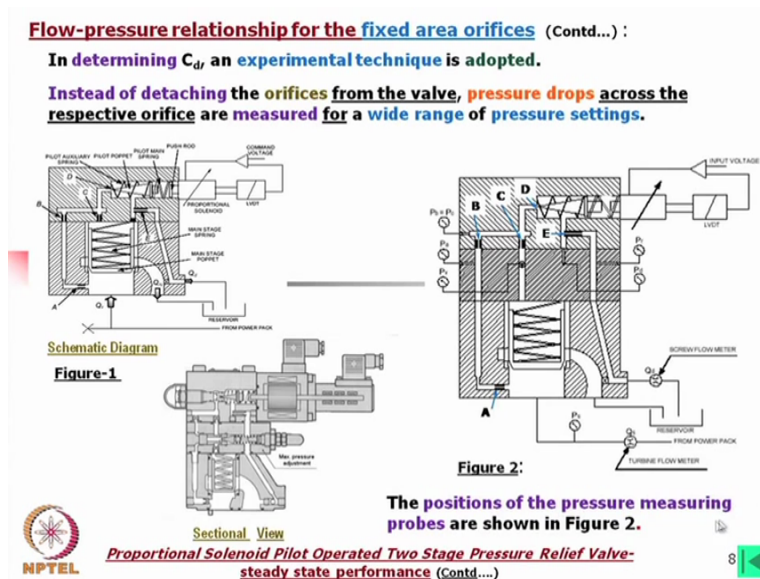 Flow-pressure relationship for the fixed area orifices (Contd...) :
In determining Cd, an experimental technique is adopted.
Instead of detaching the orifices from the valve, pressure drops across the
respective orifice are measured for a wide range of pressure settings.
PILOT AUXILIARY SPRING
PILOT POPPET
PILOT MAIN SPRING
PUSH ROD
COMMAND VOLTAGE
D
C
B
PROPORTIONAL SOLENOID
LVDT
MAIN STAGE SPRING
MAIN STAGE POPPET
A
RESERVOIR
FROM POWER PACK
Schematic Diagram
Figure-1
Max. pressure adjustment
Sectional View
INPUT VOLTAGE
LVDT
B
C
D
E
A
SCREW FLOW METER
Qd
RESERVOIR
FROM POWER PACK
TURBINE FLOW METER
Figure 2:
The positions of the pressure measuring
probes are shown in Figure 2.
NPTEL
Proportional Solenoid Pilot Operated Two Stage Pressure Relief Valve-
steady state performance (Contd....)
8